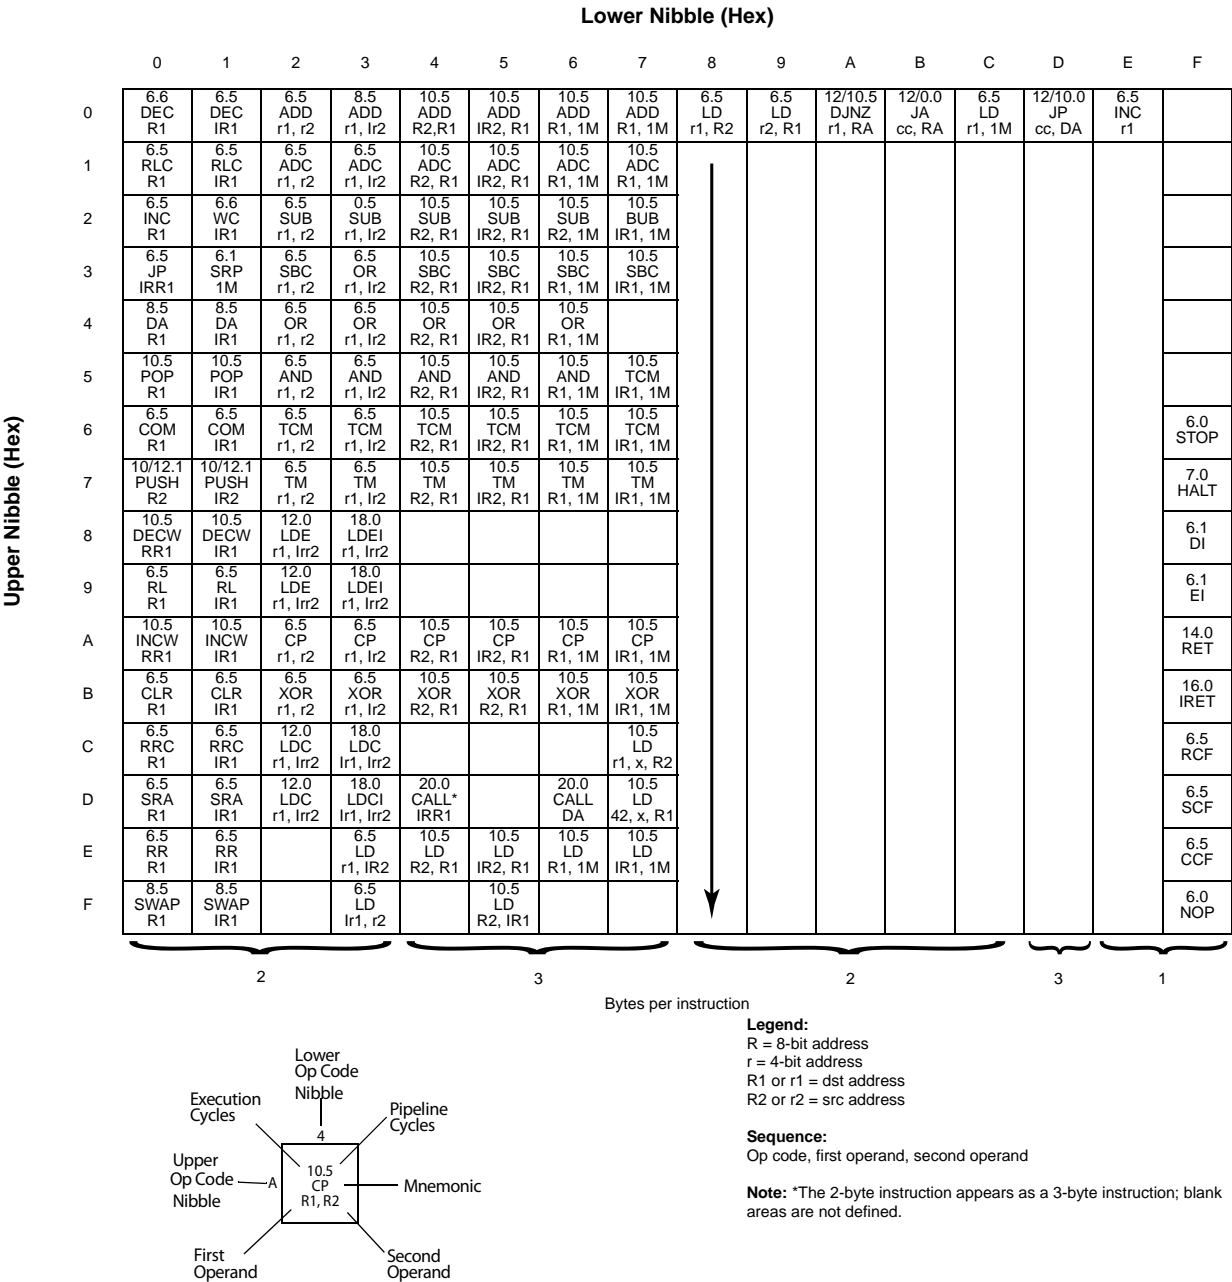 Lower Nibble (Hex)
0 1 2 3 4 5 6 7 8 9 A B C D E F
Upper Nibble (Hex)
0
6.6 6.5 6.5 8.5 10.5 10.5 10.5 10.5 6.5 6.5 12/10.5 12/0.0 6.5 12/10.0 6.5
DEC DEC ADD ADD ADD ADD ADD ADD LD LD DJNZ JA LD JP INC
R1 IR1 r1, r2 r1, Ir2 R2,R1 IR2, R1 R1, 1M R1, 1M r1, R2 r2, R1 r1, RA cc, RA r1, 1M cc, DA r1
1
6.5 6.5 6.5 6.5 10.5 10.5 10.5 10.5
RLC RLC ADC ADC ADC ADC ADC ADC
R1 IR1 r1, r2 r1, Ir2 R2, R1 IR2, R1 R1, 1M R1, 1M
2
6.5 6.6 6.5 0.5 10.5 10.5 10.5 10.5
INC WC SUB SUB SUB SUB SUB BUB
R1 IR1 r1, r2 r1, Ir2 R2, R1 IR2, R1 R2, 1M IR1, 1M
3
6.5 6.1 6.5 6.5 10.5 10.5 10.5 10.5
JP SRP SBC OR SBC SBC SBC SBC
IRR1 1M r1, r2 r1, Ir2 R2, R1 IR2, R1 R1, 1M IR1, 1M
4
8.5 8.5 6.5 6.5 10.5 10.5 10.5
DA DA OR OR OR OR OR
R1 IR1 r1, r2 r1, Ir2 R2, R1 IR2, R1 R1, 1M
5
10.5 10.5 6.5 6.5 10.5 10.5 10.5 10.5
POP POP AND AND AND AND AND TCM
R1 IR1 r1, r2 r1, Ir2 R2, R1 IR2, R1 R1, 1M IR1, 1M
6
6.5 6.5 6.5 6.5 10.5 10.5 10.5 10.5 6.0
COM COM TCM TCM TCM TCM TCM TCM STOP
R1 IR1 r1, r2 r1, Ir2 R2, R1 IR2, R1 R1, 1M IR1, 1M
7
10/12.1 10/12.1 6.5 6.5 10.5 10.5 10.5 10.5 7.0
PUSH PUSH TM TM TM TM TM TM HALT
R2 IR2 r1, r2 r1, Ir2 R2, R1 IR2, R1 R1, 1M IR1, 1M
8
10.5 10.5 12.0 18.0 6.1
DECW DECW LDE LDEI DI
RR1 IR1 r1, Irr2 r1, Irr2
9
6.5 6.5 12.0 18.0 6.1
RL RL LDE LDEI EI
R1 IR1 r1, Irr2 r1, Irr2
A
10.5 10.5 6.5 6.5 10.5 10.5 10.5 10.5 14.0
INCW INCW CP CP CP CP CP CP RET
RR1 IR1 r1, r2 r1, Ir2 R2, R1 IR2, R1 R1, 1M IR1, 1M
B
6.5 6.5 6.5 6.5 10.5 10.5 10.5 10.5 16.0
CLR CLR XOR XOR XOR XOR XOR XOR IRET
R1 IR1 r1, r2 r1, Ir2 R2, R1 R2, R1 R1, 1M IR1, 1M
C
6.5 6.5 12.0 18.0 10.5 6.5
RRC RRC LDC LDC LD RCF
R1 IR1 r1, Irr2 Ir1, Irr2 r1, x, R2
D
6.5 6.5 12.0 18.0 20.0 20.0 10.5 6.5
SRA SRA LDC LDCI CALL* CALL LD SCF
R1 IR1 r1, Irr2 Ir1, Irr2 IRR1 DA 42, x, R1
E
6.5 6.5 6.5 10.5 10.5 10.5 10.5 6.5
RR RR LD LD LD LD LD CCF
R1 IR1 r1, IR2 R2, R1 IR2, R1 R1, 1M IR1, 1M
F
8.5 8.5 6.5 10.5 6.0
SWAP SWAP LD LD NOP
R1 IR1 Ir1, r2 R2, IR1
2 3 2 3 1
Bytes per instruction
Lower
Op Code
Nibble
Execution
Cycles
Pipeline
Cycles
4
Upper
Op Code
Nibble
A
10.5
CP
R1, R2
Mnemonic
First
Operand
Second
Operand
Legend:
R = 8-bit address
r = 4-bit address
R1 or r1 = dst address
R2 or r2 = src address
Sequence:
Op code, first operand, second operand
Note: *The 2-byte instruction appears as a 3-byte instruction; blank
areas are not defined.